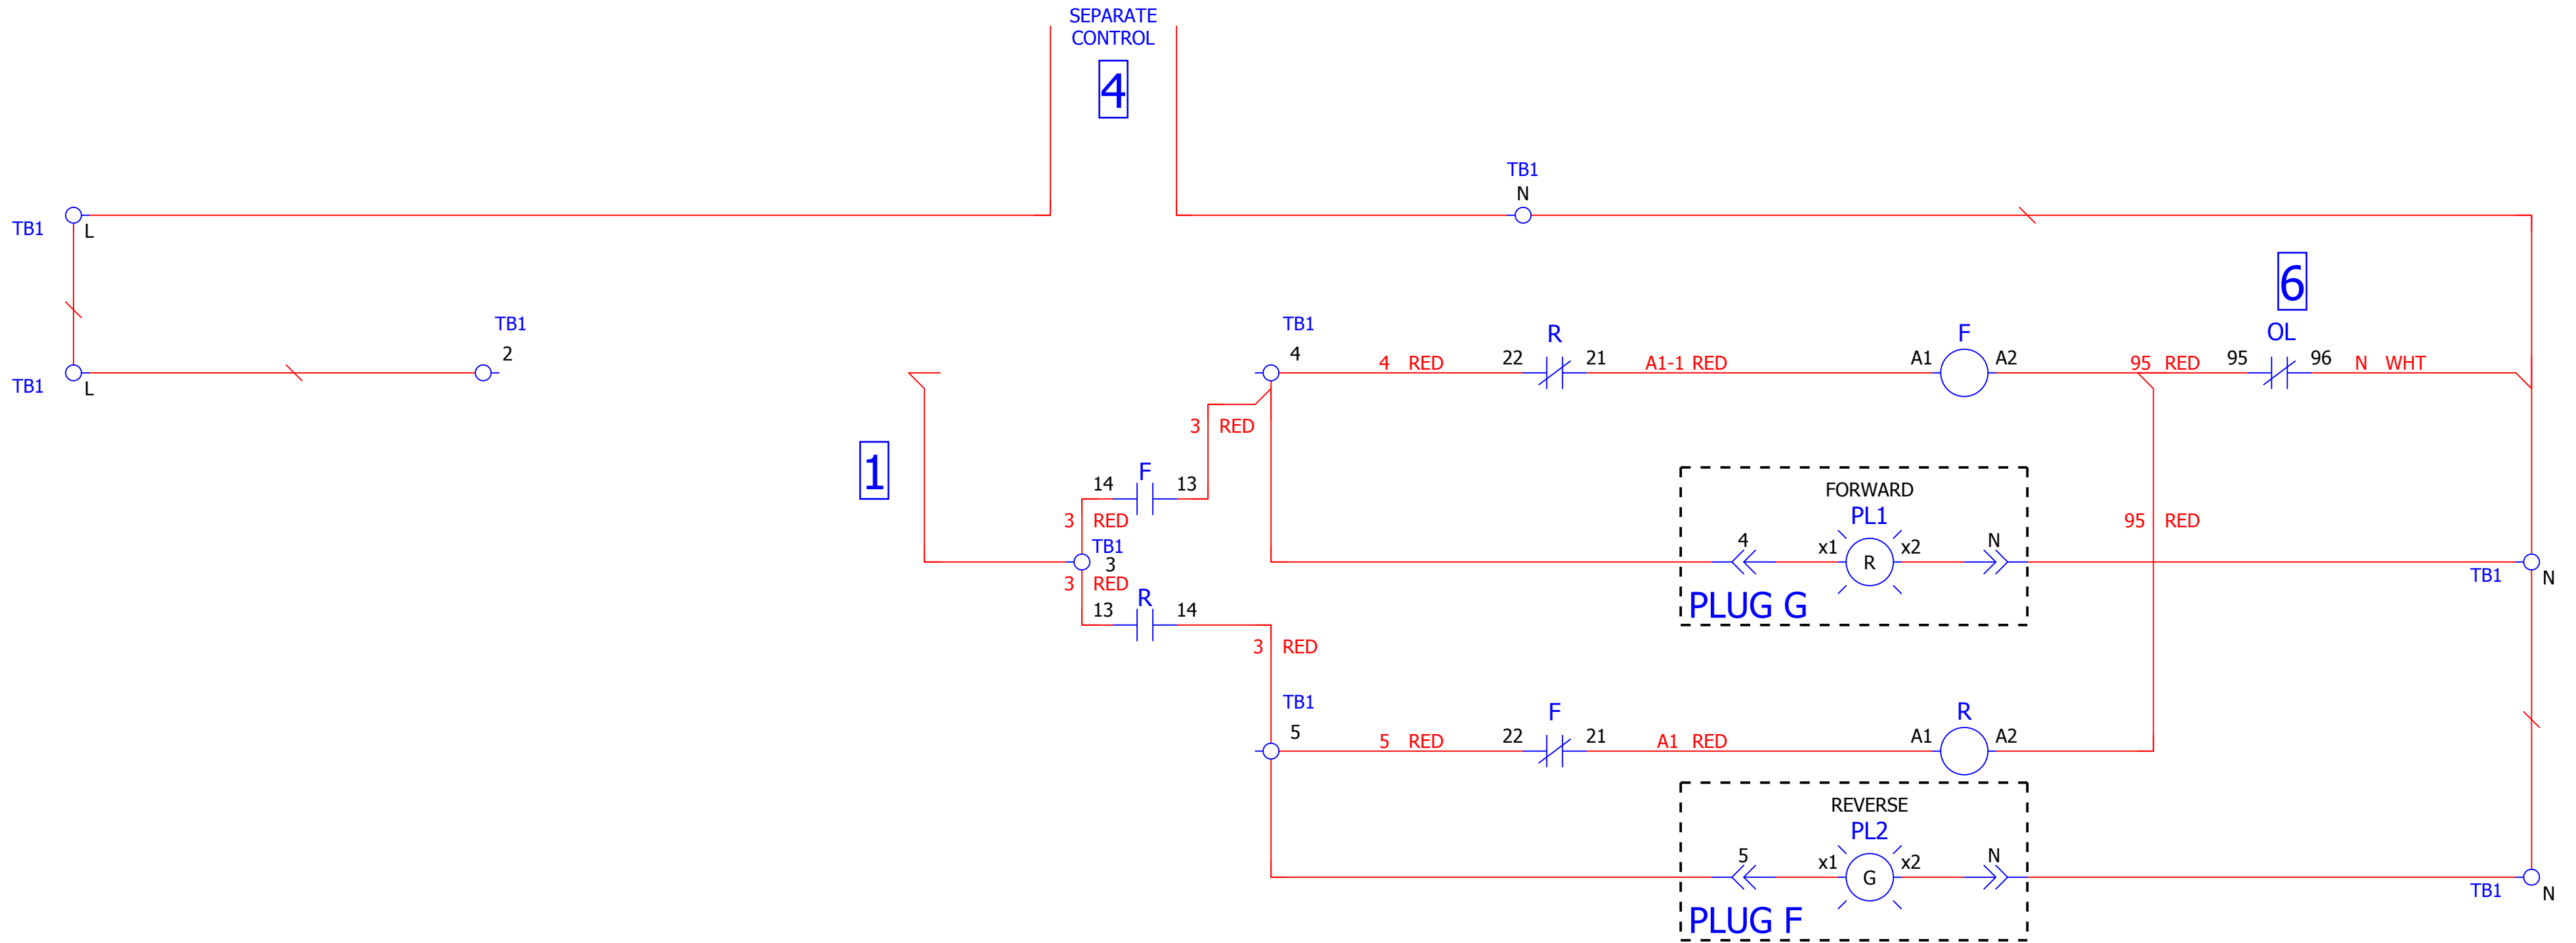 SEPARATE
CONTROL
4
TB1
N
TB1
L
6
TB1
2
TB1
4
R
F
OL
4 RED
22
21
A1-1 RED
A1
A2
95 RED
95
96
N WHT
TB1
L
3 RED
1
F
14
13
3 RED
TB1
3
3 RED
R
13
14
FORWARD
PL1
4
x1
R
x2
N
PLUG G
95 RED
TB1
N
3 RED
TB1
5
F
R
5 RED
22
21
A1 RED
A1
A2
REVERSE
PL2
5
x1
G
x2
N
PLUG F
TB1
N